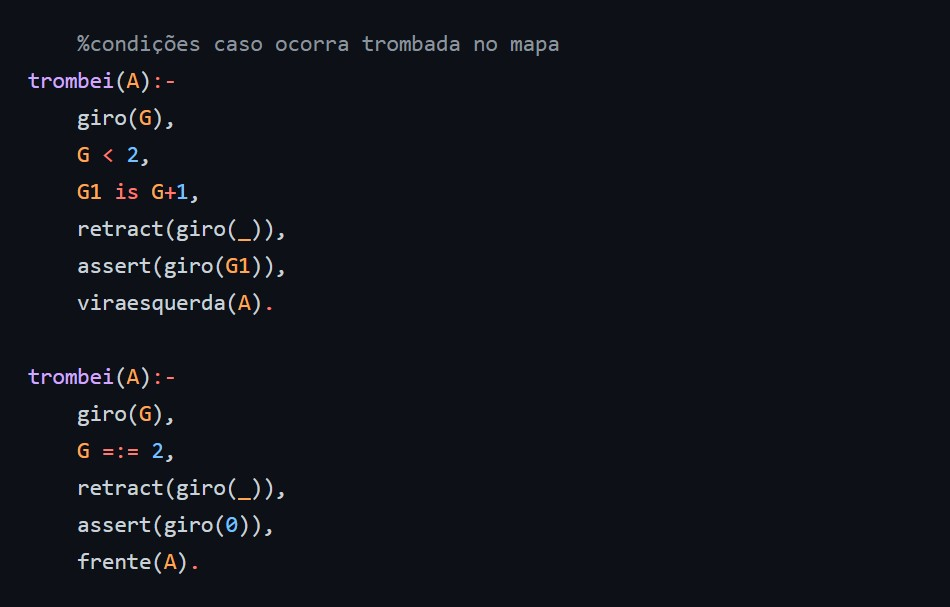 %condições caso ocorra trombada no mapa
trombei(A):-
giro(G),
G < 2,
G1 is G+1,
retract(giro(_)),
assert(giro(G1)),
viraesquerda(A).
trombei(A):-
giro(G),
G =:= 2,
retract(giro(_)),
assert(giro(0)),
frente(A).